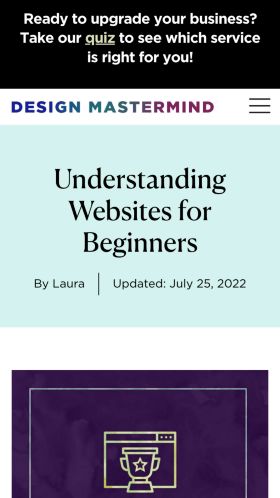 Ready to upgrade your business?
Take our quiz to see which service
is right for you!
DESIGN MASTERMIND
Understanding
Websites for
Beginners
By Laura
Updated: July 25, 2022